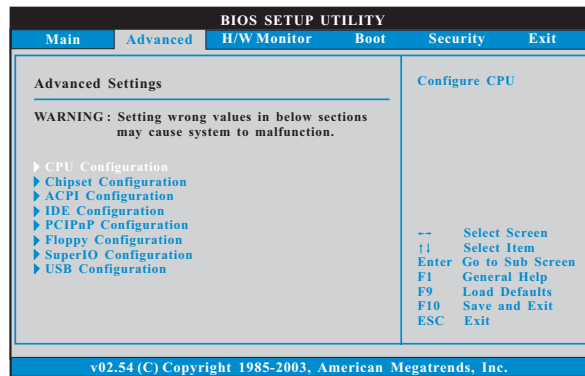 BIOS SETUP UTILITY
Main Advanced H/W Monitor Boot Security Exit
Advanced Settings
WARNING : Setting wrong values in below sections
may cause system to malfunction.
CPU Configuration
Chipset Configuration
ACPI Configuration
IDE Configuration
PCIPnP Configuration
Floppy Configuration
SuperIO Configuration
USB Configuration
Configure CPU
←→ Select Screen
↑↓ Select Item
Enter Go to Sub Screen
F1 General Help
F9 Load Defaults
F10 Save and Exit
ESC Exit
v02.54 (C) Copyright 1985-2003, American Megatrends, Inc.